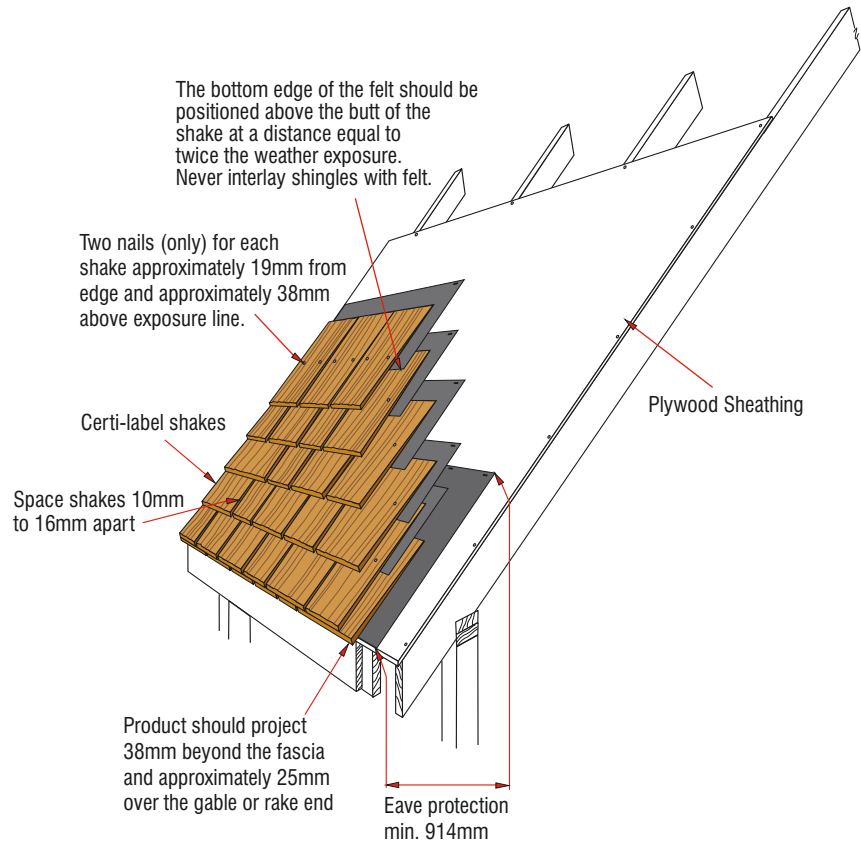 The bottom edge of the felt should be
positioned above the butt of the
shake at a distance equal to
twice the weather exposure.
Never interlay shingles with felt.
Two nails (only) for each
shake approximately 19mm from
edge and approximately 38mm
above exposure line.
Plywood Sheathing
Certi-label shakes
Space shakes 10mm
to 16mm apart
Product should project
38mm beyond the fascia
and approximately 25mm
over the gable or rake end
Eave protection
min. 914mm